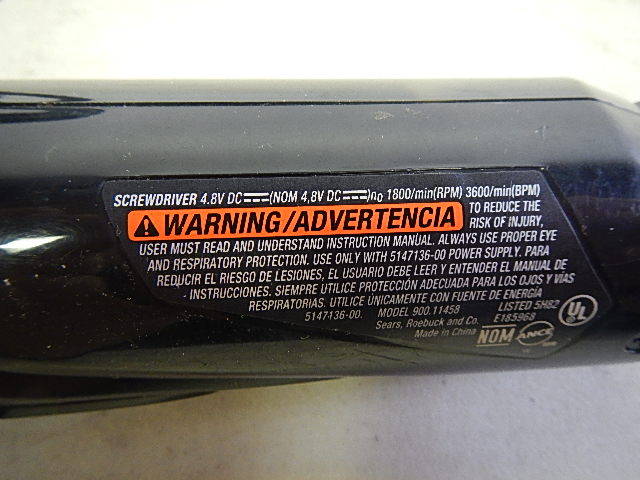 SCREWDRIVER 4.8V DC (NOM 4,8V DC )no 1800/min(RPM) 3600/min(BPM)
WARNING/ADVERTENCIA TO REDUCE THE
RISK OF INJURY,
USER MUST READ AND UNDERSTAND INSTRUCTION MANUAL. ALWAYS USE PROPER EYE
AND RESPIRATORY PROTECTION. USE ONLY WITH 5147136-00 POWER SUPPLY. PARA
REDUCIR EL RIESGO DE LESIONES, EL USUARIO DEBE LEER Y ENTENDER EL MANUAL DE
INSTRUCCIONES. SIEMPRE UTILICE PROTECCIÓN ADECUADA PARA LOS OJOS Y VÍAS
RESPIRATORIAS. UTILICE ÚNICAMENTE CON FUENTE DE ENERGÍA
5147136-00. MODEL 900.11458 LISTED 5H82
Sears, Roebuck and Co. E185968
Made in China
UL
NOM ANCE